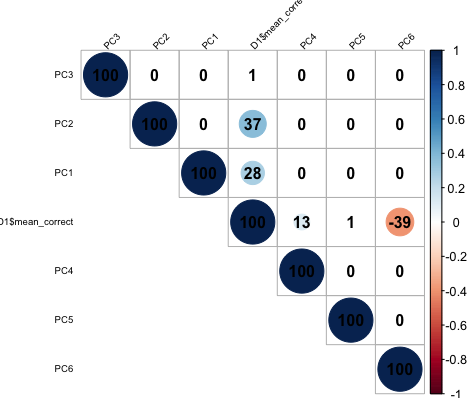 PC3 PC2 PC1 D1$mean_corre PC4 PC5 PC6
PC3 100 0 0 1 0 0 0
PC2 100 0 37 0 0 0
PC1 100 28 0 0 0
D1$mean_correct 100 13 1 -39
PC4 100 0 0
PC5 100 0
PC6 100
1
0.8
0.6
0.4
0.2
0
-0.2
-0.4
-0.6
-0.8
-1